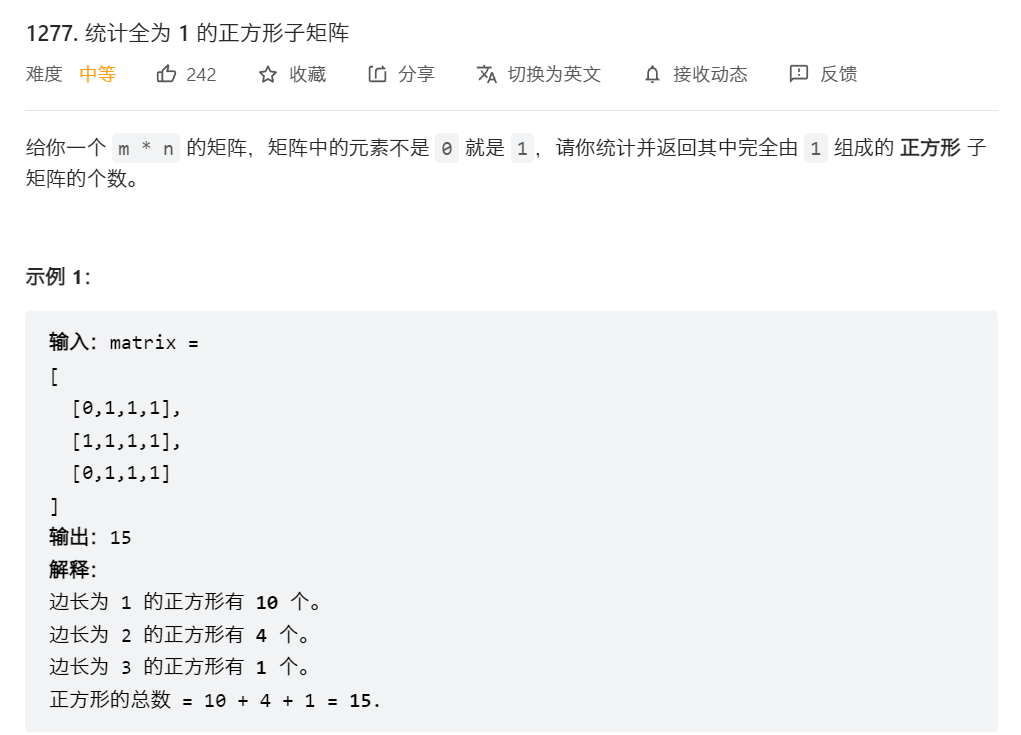 1277. 统计全为 1 的正方形子矩阵
难度 中等 242 收藏 分享 切换为英文 接收动态 反馈
给你一个 m * n 的矩阵，矩阵中的元素不是 0 就是 1，请你统计并返回其中完全由 1 组成的 正方形 子
矩阵的个数。
示例 1：
输入：matrix =
[
  [0,1,1,1],
  [1,1,1,1],
  [0,1,1,1]
]
输出：15
解释：
边长为 1 的正方形有 10 个。
边长为 2 的正方形有 4 个。
边长为 3 的正方形有 1 个。
正方形的总数 = 10 + 4 + 1 = 15.